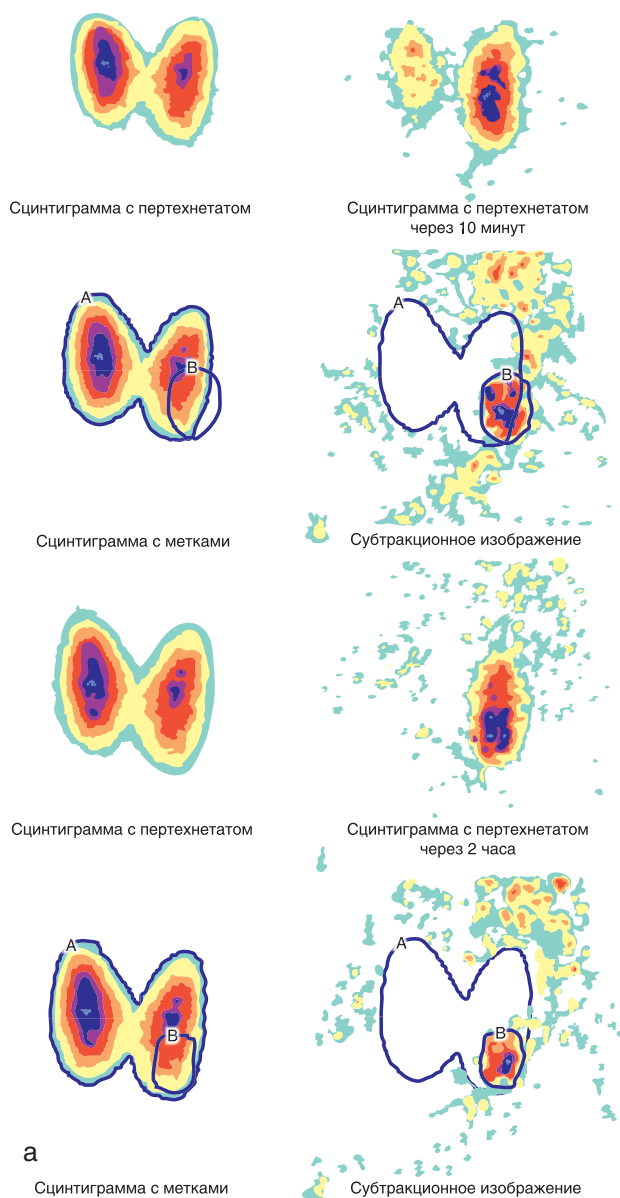 Сцинтиграмма с пертехнетатом
Сцинтиграмма с пертехнетатом
через 10 минут
A
B
A
B
Сцинтиграмма с метками
Субтракционное изображение
Сцинтиграмма с пертехнетатом
Сцинтиграмма с пертехнетатом
через 2 часа
A
B
A
B
а
Сцинтиграмма с метками
Субтракционное изображение